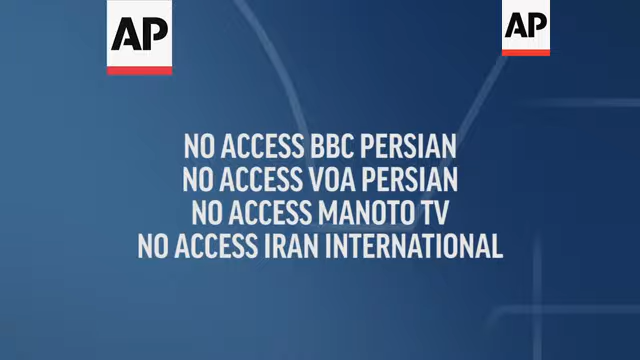 AP
AP
NO ACCESS BBC PERSIAN
NO ACCESS VOA PERSIAN
NO ACCESS MANOTO TV
NO ACCESS IRAN INTERNATIONAL